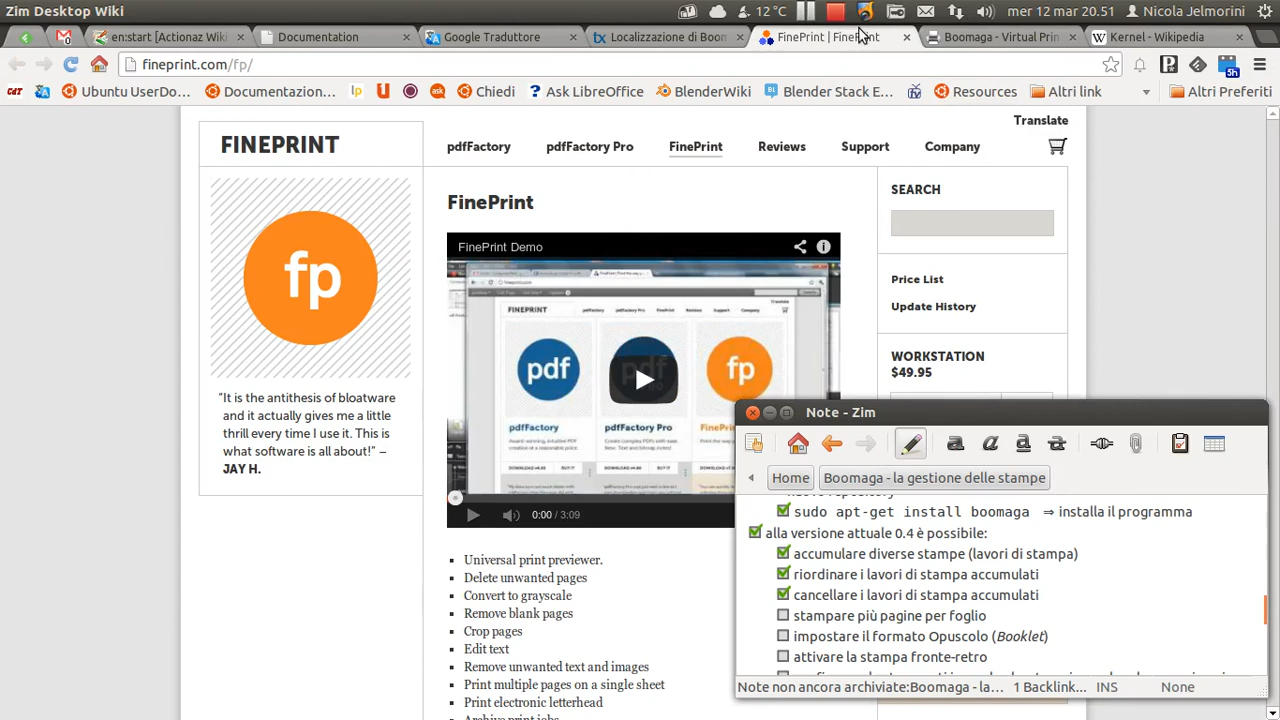 Zim Desktop Wiki
12 °C
mer 12 mar 20.51
Nicola Jelmorini
en:start [Actionaz Wiki
Documentation
Google Traduttore
Localizzazione di Boom
FinePrint | FinePrint
Boomaga - Virtual Prin
Kernel - Wikipedia
fineprint.com/fp/
5h
CAT
Ubuntu UserDo...
Documentazion...
lp
U
ask
Chiedi
Ask LibreOffice
BlenderWiki
Blender Stack E...
Resources
Altri link
Altri Preferiti
Translate
FINEPRINT
pdfFactory
pdfFactory Pro
FinePrint
Reviews
Support
Company
fp
"It is the antithesis of bloatware
and it actually gives me a little
thrill every time I use it. This is
what software is all about!" –
JAY H.
FinePrint
FinePrint Demo
FINEPRINT
pdf
fp
pdfFactory
pdfFactory Pro
0:00 / 3:09
Universal print previewer.
Delete unwanted pages
Convert to grayscale
Remove blank pages
Crop pages
Edit text
Remove unwanted text and images
Print multiple pages on a single sheet
Print electronic letterhead
Archive print jobs
SEARCH
Price List
Update History
WORKSTATION
$49.95
Note - Zim
Home
Boomaga - la gestione delle stampe
sudo apt-get install boomaga ⇒ installa il programma
alla versione attuale 0.4 è possibile:
accumulare diverse stampe (lavori di stampa)
riordinare i lavori di stampa accumulati
cancellare i lavori di stampa accumulati
stampare più pagine per foglio
impostare il formato Opuscolo (Booklet)
attivare la stampa fronte-retro
Note non ancora archiviate:Boomaga - la...
1 Backlink...
INS
None